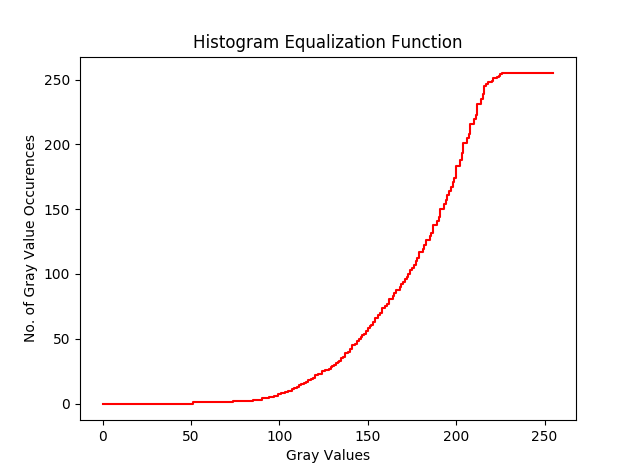 Histogram Equalization Function
No. of Gray Value Occurences
250
200
150
100
50
0
0 50 100 150 200 250
Gray Values